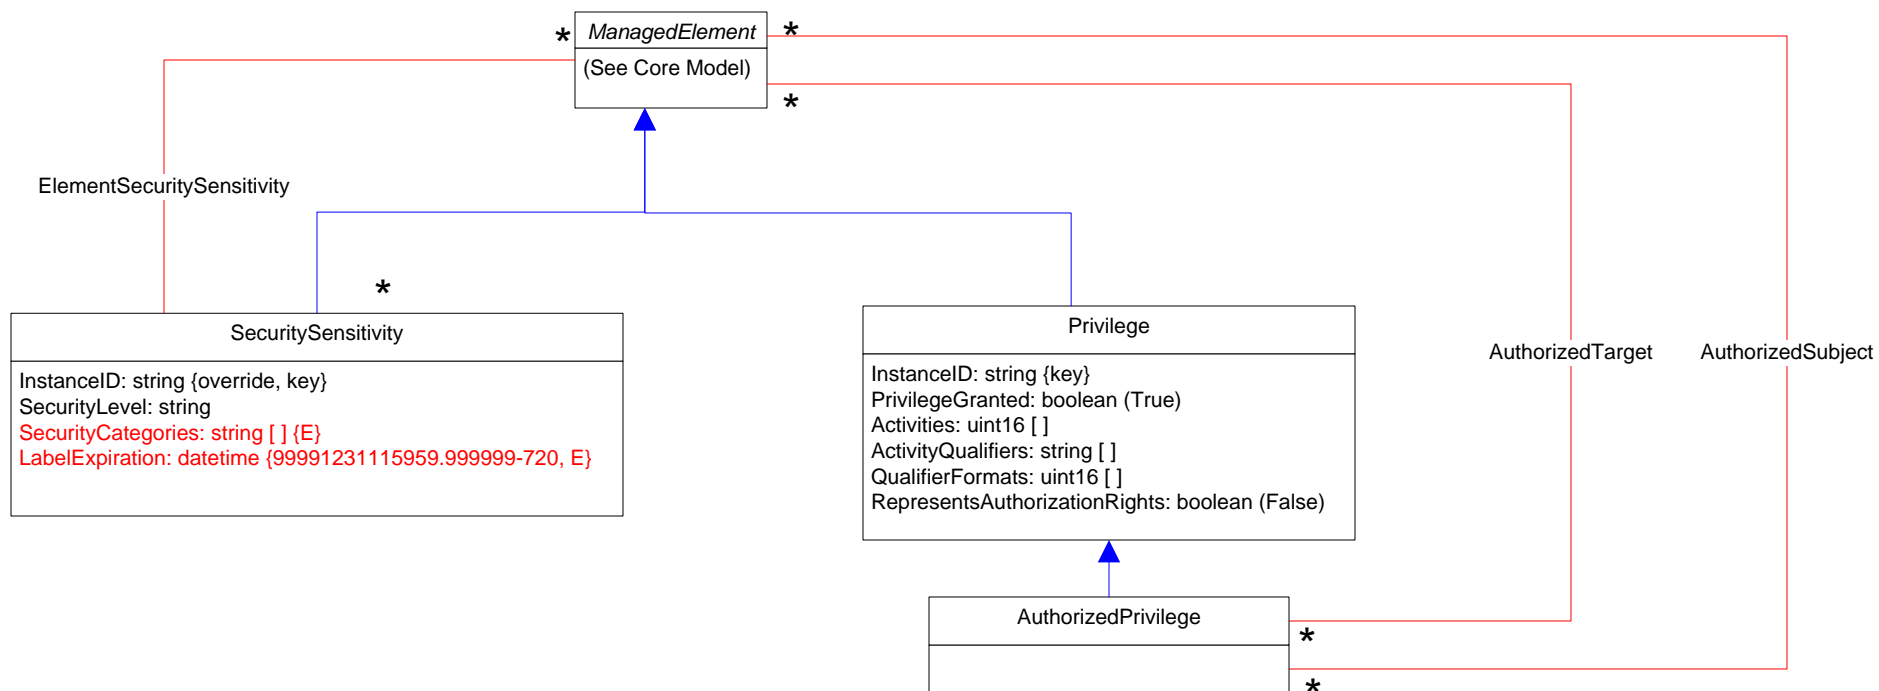 *
ManagedElement
*
(See Core Model)
*
ElementSecuritySensitivity
*
SecuritySensitivity
InstanceID: string {override, key}
SecurityLevel: string
SecurityCategories: string [ ] {E}
LabelExpiration: datetime {99991231115959.999999-720, E}
Privilege
InstanceID: string {key}
PrivilegeGranted: boolean (True)
Activities: uint16 [ ]
ActivityQualifiers: string [ ]
QualifierFormats: uint16 [ ]
RepresentsAuthorizationRights: boolean (False)
AuthorizedTarget
AuthorizedSubject
AuthorizedPrivilege
*
*